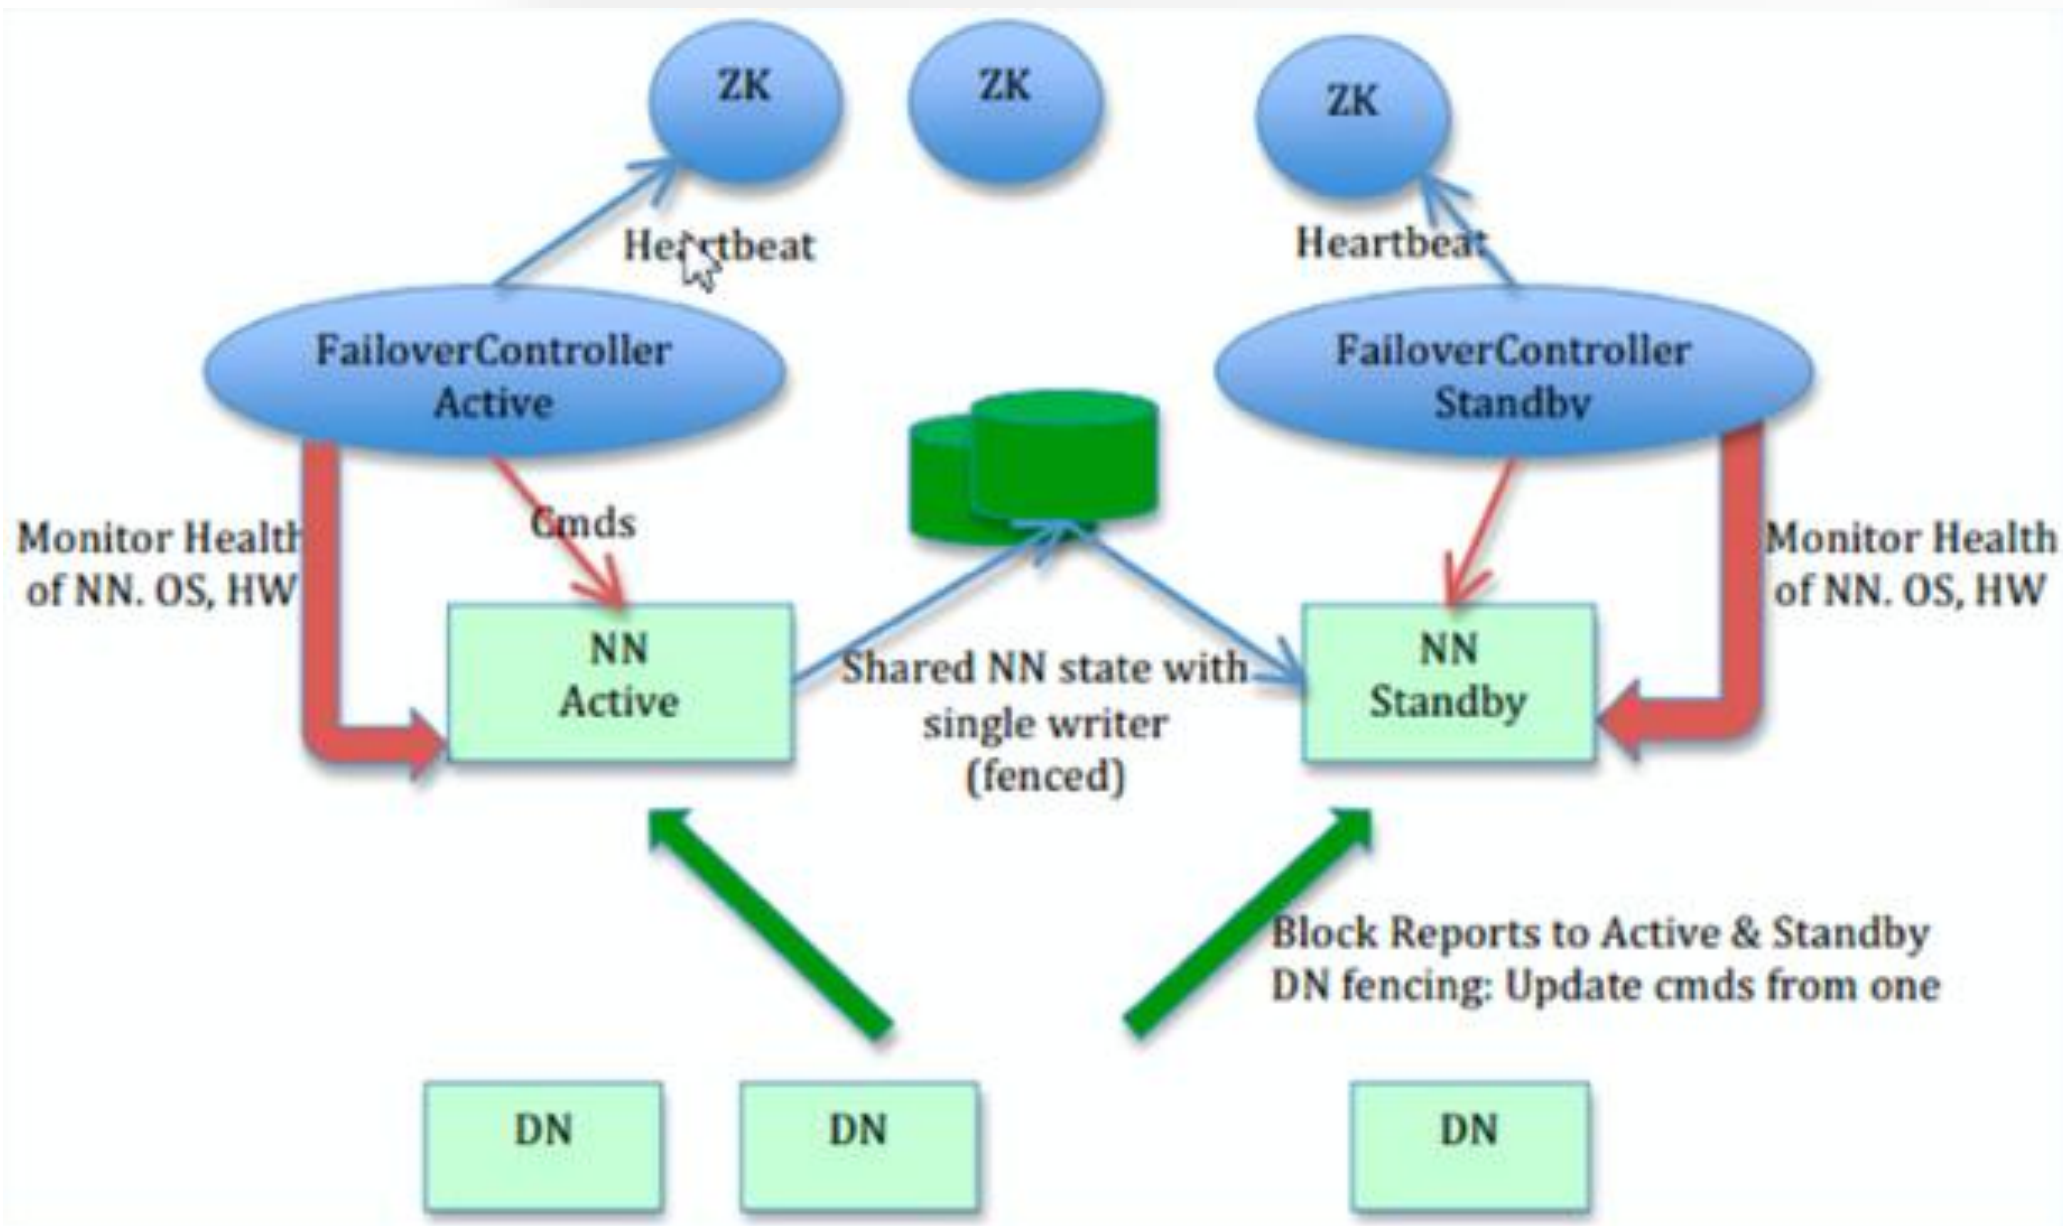 ZK
ZK
ZK
Heartbeat
Heartbeat
FailoverController
Active
FailoverController
Standby
Cmds
Monitor Health
of NN. OS, HW
Monitor Health
of NN. OS, HW
NN
Active
Shared NN state with
single writer
(fenced)
NN
Standby
Block Reports to Active & Standby
DN fencing: Update cmds from one
DN
DN
DN